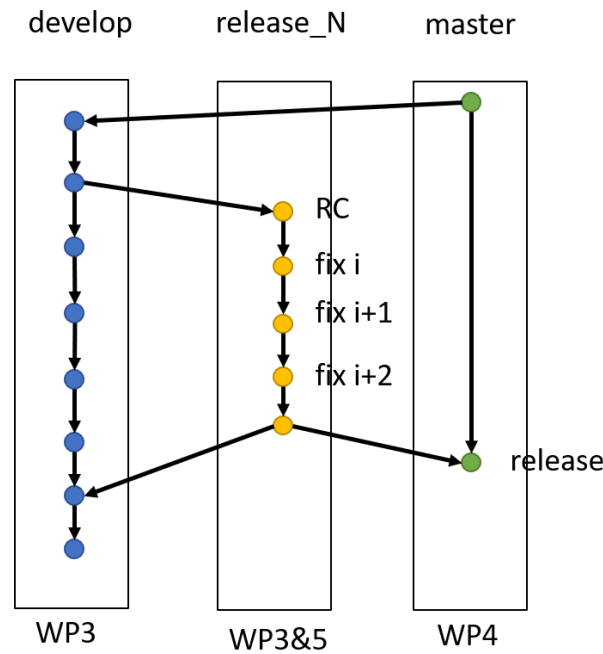 develop
release_N
master
RC
fix i
fix i+1
fix i+2
release
WP3
WP3&5
WP4